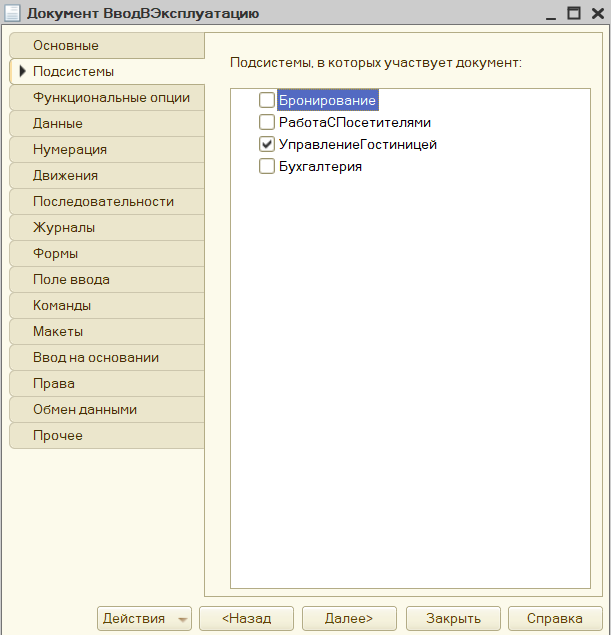 Документ ВводВЭксплуатацию
Основные
Подсистемы
Функциональные опции
Данные
Нумерация
Движения
Последовательности
Журналы
Формы
Поле ввода
Команды
Макеты
Ввод на основании
Права
Обмен данными
Прочее
Подсистемы, в которых участвует документ:
Бронирование
РаботаСПосетителями
УправлениеГостиницей
Бухгалтерия
Действия
<Назад
Далее>
Закрыть
Справка